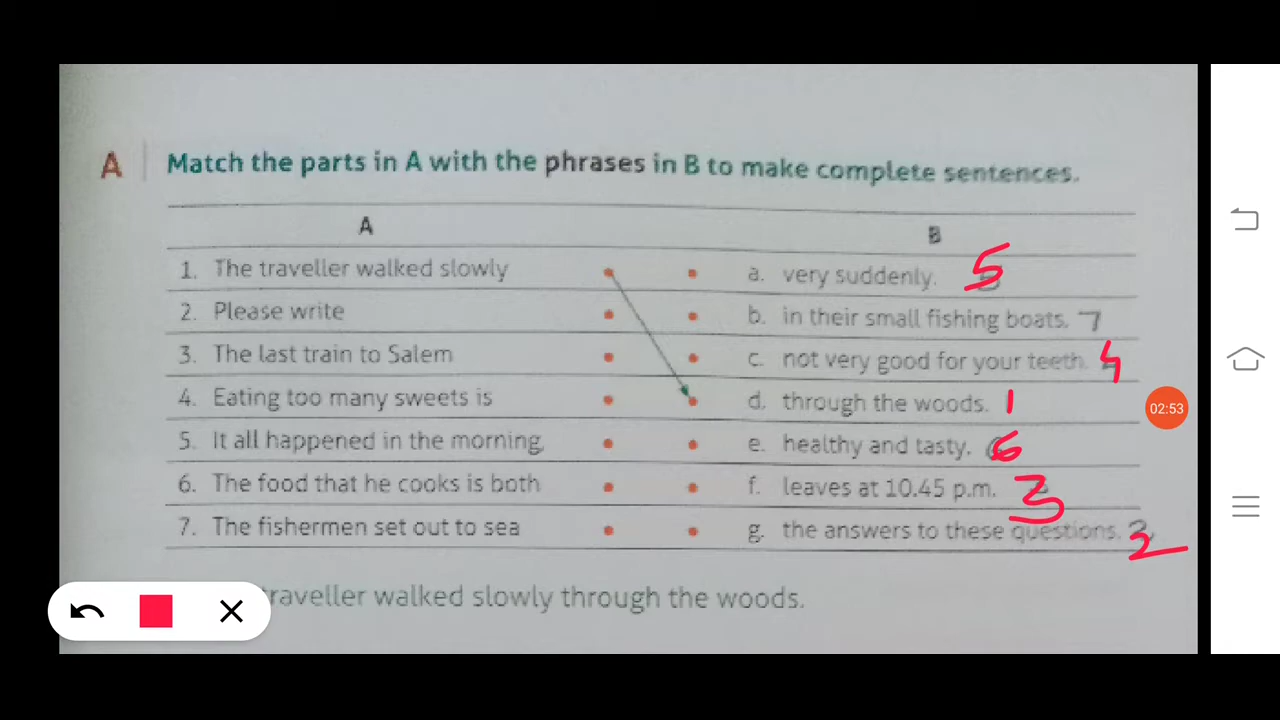 A Match the parts in A with the phrases in B to make complete sentences.
A B
1. The traveller walked slowly a. very suddenly. 5
2. Please write b. in their small fishing boats. 7
3. The last train to Salem c. not very good for your teeth. 4
4. Eating too many sweets is d. through the woods. 1
02:53
5. It all happened in the morning, e. healthy and tasty. 6
6. The food that he cooks is both f. leaves at 10.45 p.m. 3
7. The fishermen set out to sea g. the answers to these questions. 2
traveller walked slowly through the woods.